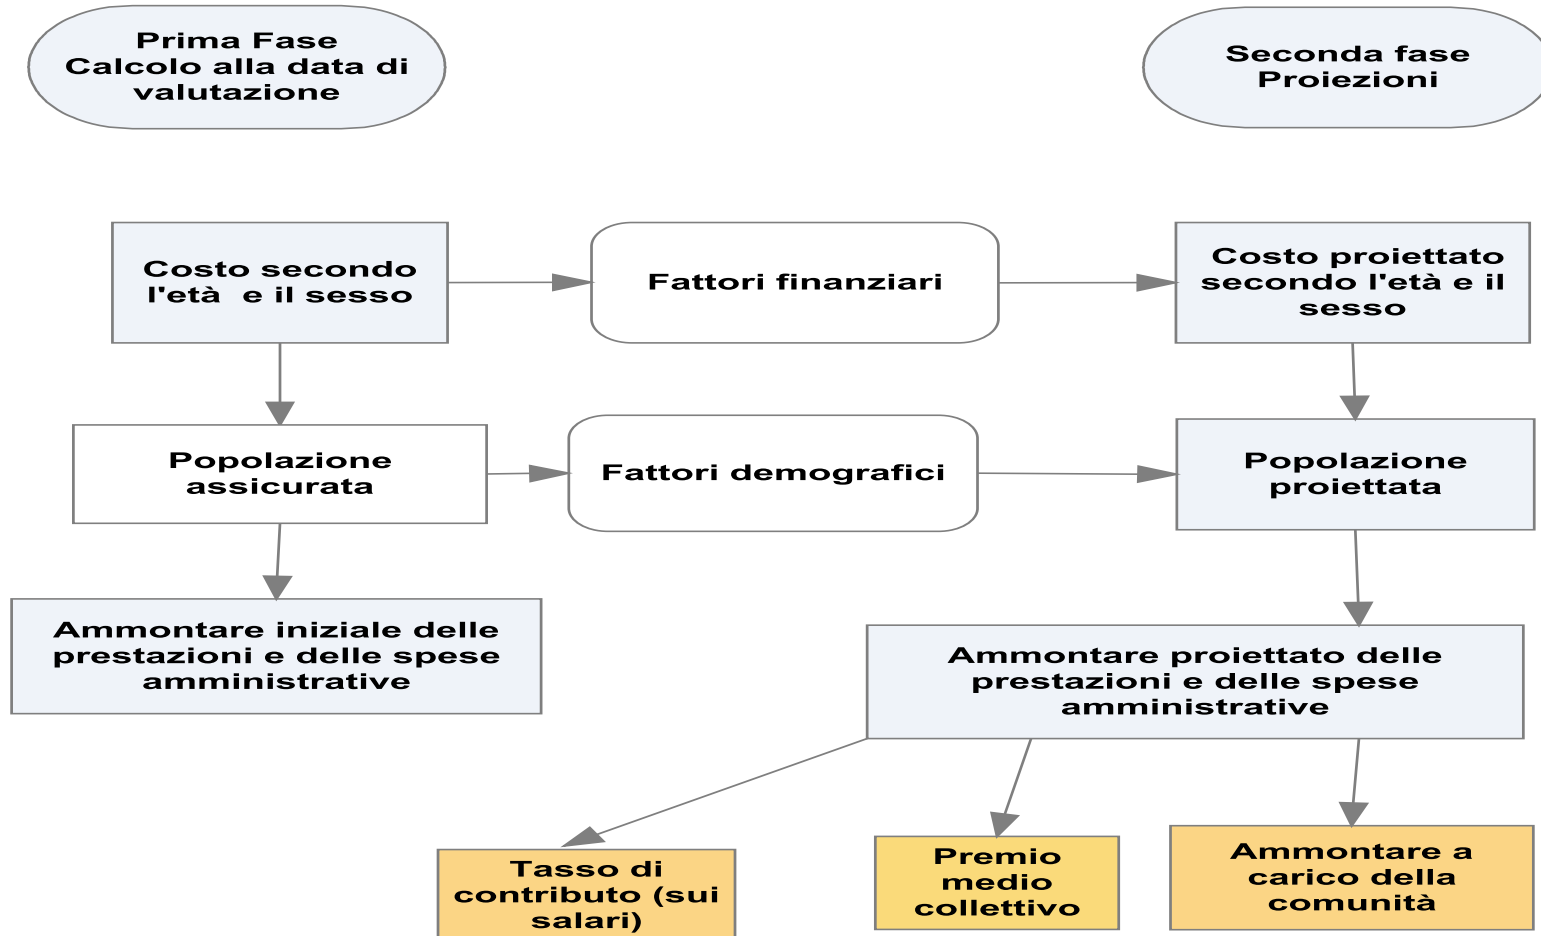 Prima Fase
Calcolo alla data di
valutazione
Seconda fase
Proiezioni
Costo secondo
l'età e il sesso
Fattori finanziari
Costo proiettato
secondo l'età e il
sesso
Popolazione
assicurata
Fattori demografici
Popolazione
proiettata
Ammontare iniziale delle
prestazioni e delle spese
amministrative
Ammontare proiettato delle
prestazioni e delle spese
amministrative
Tasso di
contributo (sui
salari)
Premio
medio
collettivo
Ammontare a
carico della
comunità